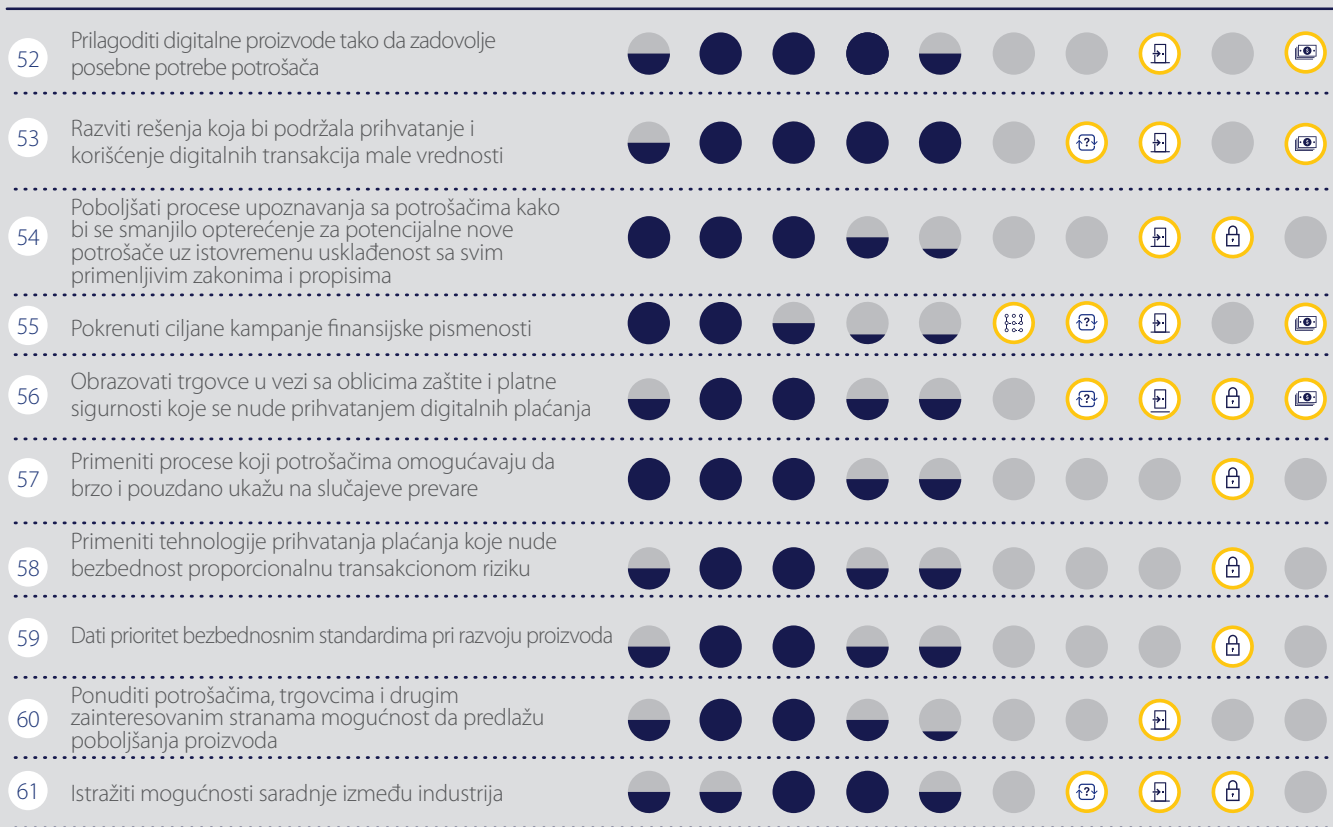 52
Prilagoditi digitalne proizvode tako da zadovolje
posebne potrebe potrošača
53
Razviti rešenja koja bi podržala prihvatanje i
korišćenje digitalnih transakcija male vrednosti
54
Poboljšati procese upoznavanja sa potrošačima kako
bi se smanjilo opterećenje za potencijalne nove
potrošače uz istovremenu usklađenost sa svim
primenljivim zakonima i propisima
55
Pokrenuti ciljane kampanje finansijske pismenosti
56
Obrazovati trgovce u vezi sa oblicima zaštite i platne
sigurnosti koje se nude prihvatanjem digitalnih plaćanja
57
Primeniti procese koji potrošačima omogućavaju da
brzo i pouzdano ukažu na slučajeve prevare
58
Primeniti tehnologije prihvatanja plaćanja koje nude
bezbednost proporcionalnu transakcionom riziku
59
Dati prioritet bezbednosnim standardima pri razvoju proizvoda
60
Ponuditi potrošačima, trgovcima i drugim
zainteresovanim stranama mogućnost da predlažu
poboljšanja proizvoda
61
Istražiti mogućnosti saradnje između industrija